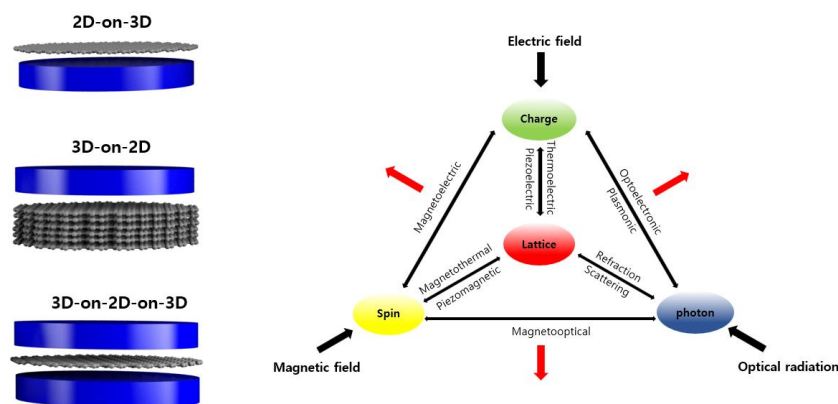 2D-on-3D
3D-on-2D
3D-on-2D-on-3D
Electric field
Charge
Magnetoelectric
Thermoelectric
Piezoelectric
Optoelectronic
Plasmonic
Lattice
Magnetothermal
Piezomagnetic
Refraction
Scattering
Spin
photon
Magnetooptical
Magnetic field
Optical radiation